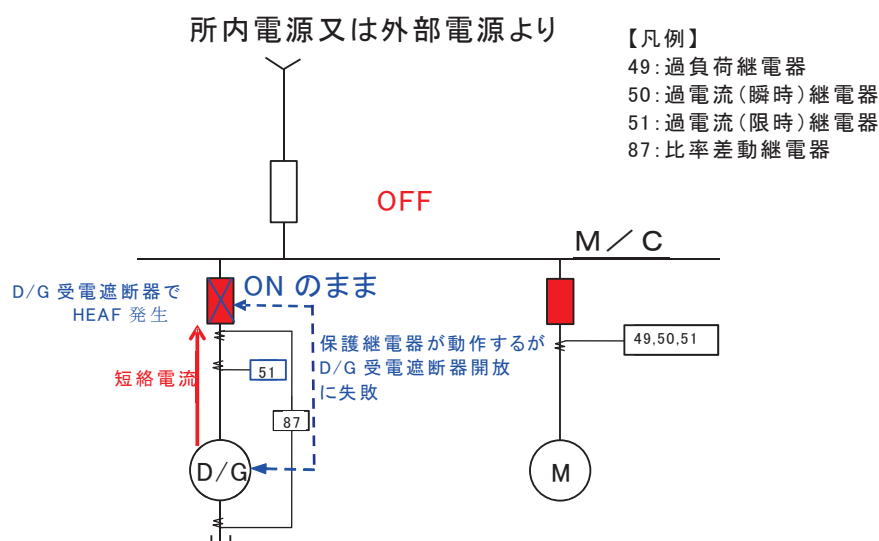 所内電源又は外部電源より
【凡例】
49:過負荷継電器
50:過電流(瞬時)継電器
51:過電流(限時)継電器
87:比率差動継電器
OFF
M/C
D/G 受電遮断器で
HEAF 発生
ON のまま
保護継電器が動作するが
D/G 受電遮断器開放
に失敗
49,50,51
短絡電流
51
87
D/G
M